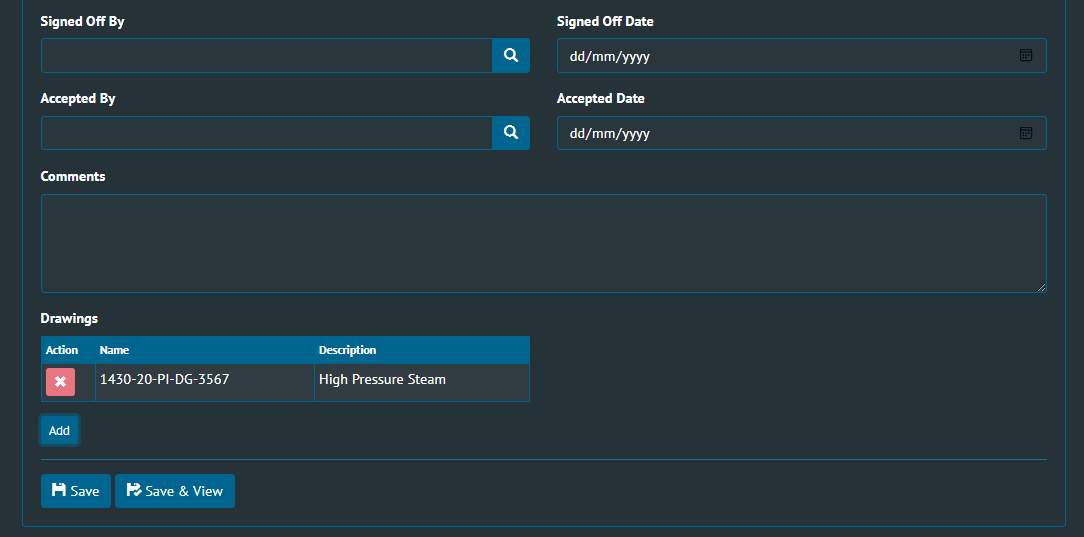 Signed Off By
Signed Off Date
dd/mm/yyyy
Accepted By
Accepted Date
dd/mm/yyyy
Comments
Drawings
Action Name Description
1430-20-PI-DG-3567 High Pressure Steam
Add
Save Save & View